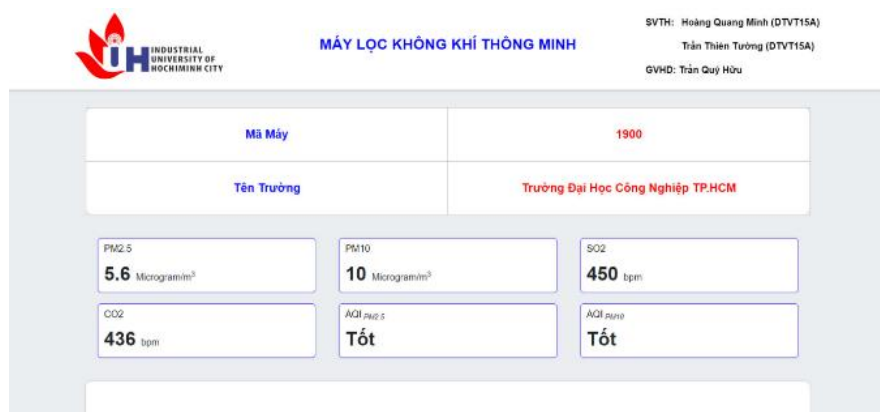 IUH INDUSTRIAL
UNIVERSITY OF
HOCHIMINH CITY
MÁY LỌC KHÔNG KHÍ THÔNG MINH
SVTH: Hoàng Quang Minh (DTVT15A)
Trần Thiên Tường (DTVT15A)
GVHD: Trần Quý Hữu
Mã Máy 1900
Tên Trường Trường Đại Học Công Nghiệp TP.HCM
PM2.5 PM10 SO2
5.6 Microgram/m³ 10 Microgram/m³ 450 bpm
CO2 AQI PM2.5 AQI PM10
436 bpm Tốt Tốt